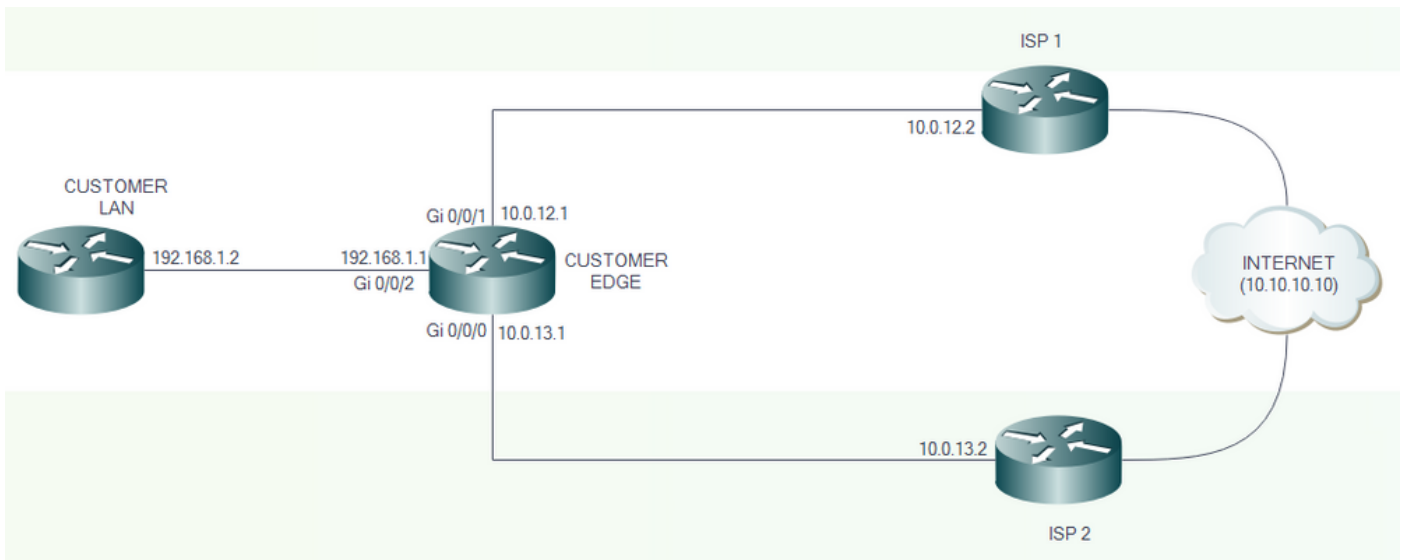 ISP 1
10.0.12.2
CUSTOMER
LAN
192.168.1.2
Gi 0/0/1
10.0.12.1
192.168.1.1
Gi 0/0/2
CUSTOMER
EDGE
Gi 0/0/0
10.0.13.1
INTERNET
(10.10.10.10)
10.0.13.2
ISP 2